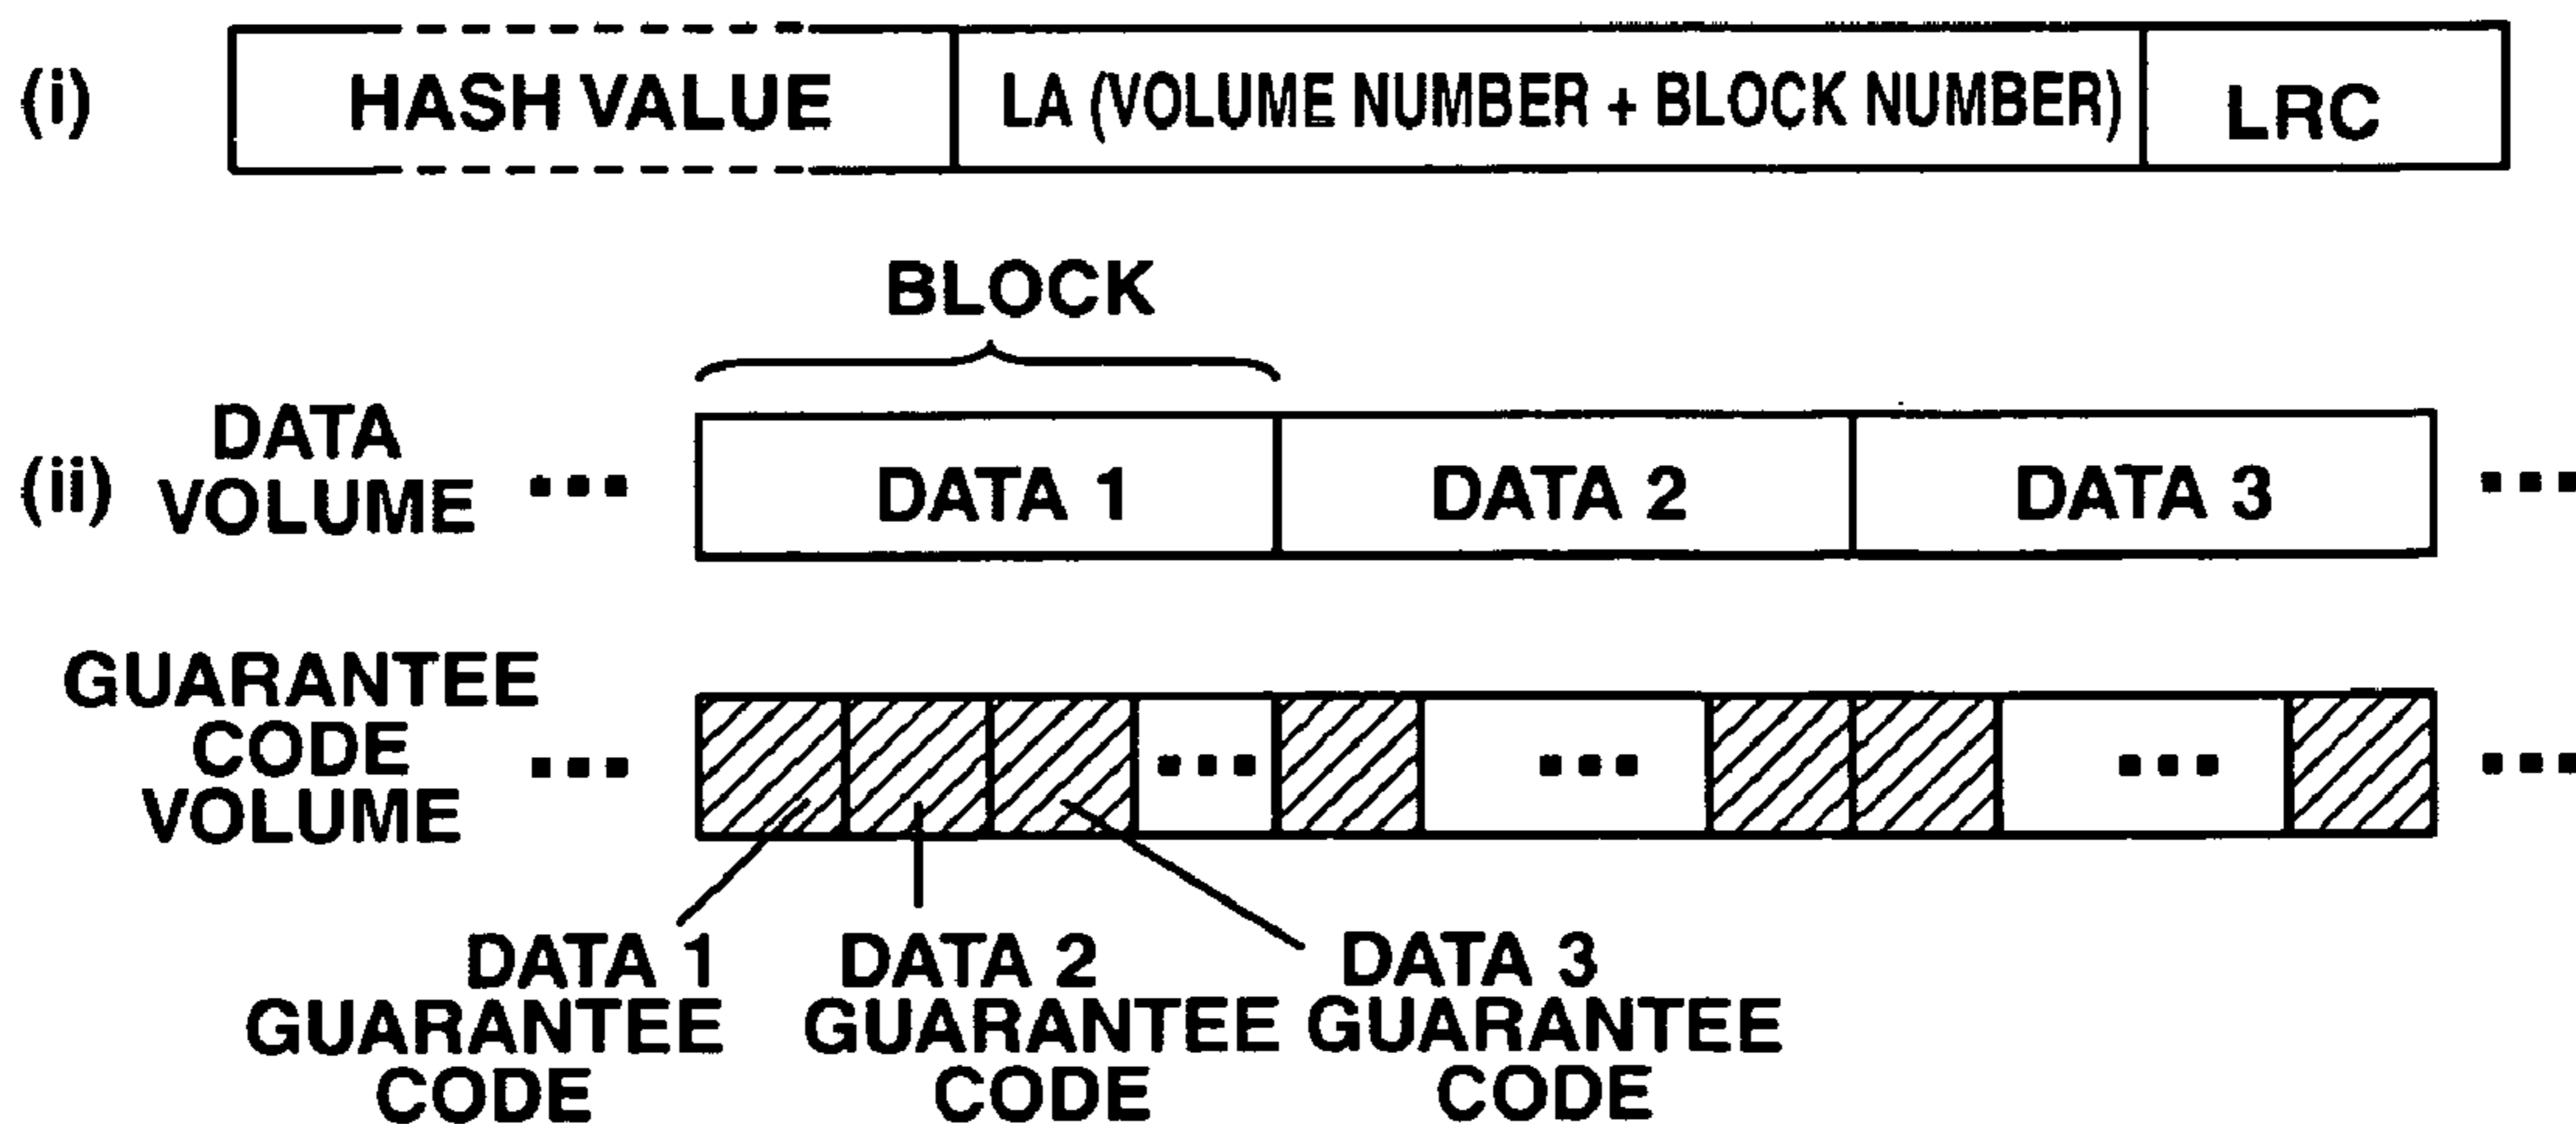 (i) HASH VALUE LA (VOLUME NUMBER + BLOCK NUMBER) LRC
BLOCK
(ii) DATA VOLUME ... DATA 1 DATA 2 DATA 3 ...
GUARANTEE
CODE
VOLUME
... ... ... ... ...
DATA 1
GUARANTEE
CODE
DATA 2
GUARANTEE
CODE
DATA 3
GUARANTEE
CODE